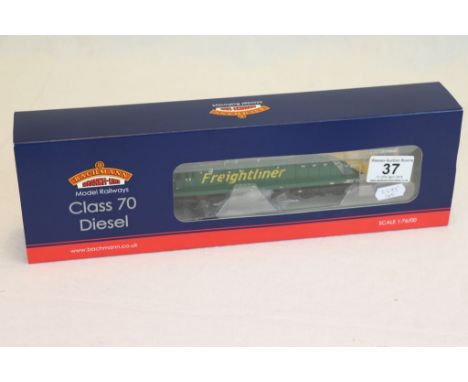 BACHMANN
BRANCH-LINE
Model Railways
Class 70
Diesel
www.bachmann.co.uk
Freightliner
37
SCALE 1:76/00